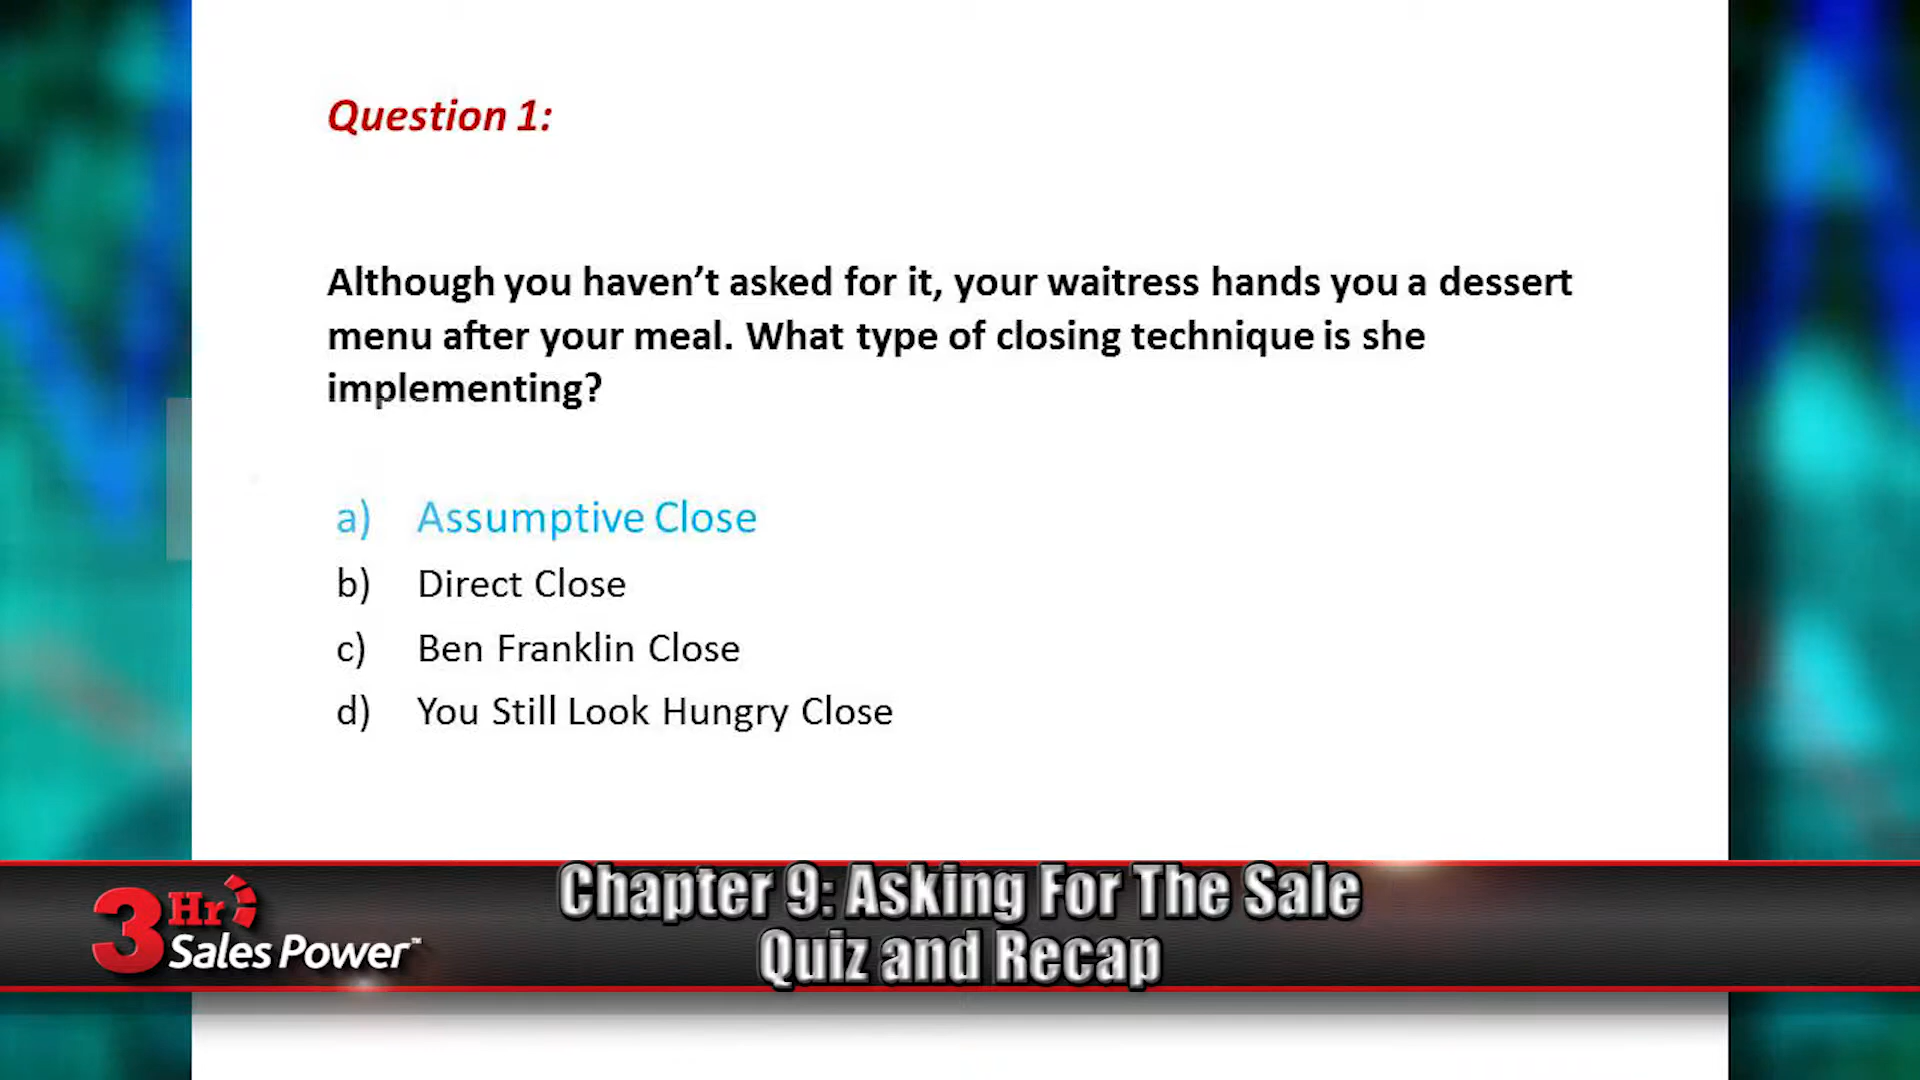 Question 1:
Although you haven’t asked for it, your waitress hands you a dessert
menu after your meal. What type of closing technique is she
implementing?
a) Assumptive Close
b) Direct Close
c) Ben Franklin Close
d) You Still Look Hungry Close
3 Hr
Sales Power™
Chapter 9: Asking For The Sale
Quiz and Recap